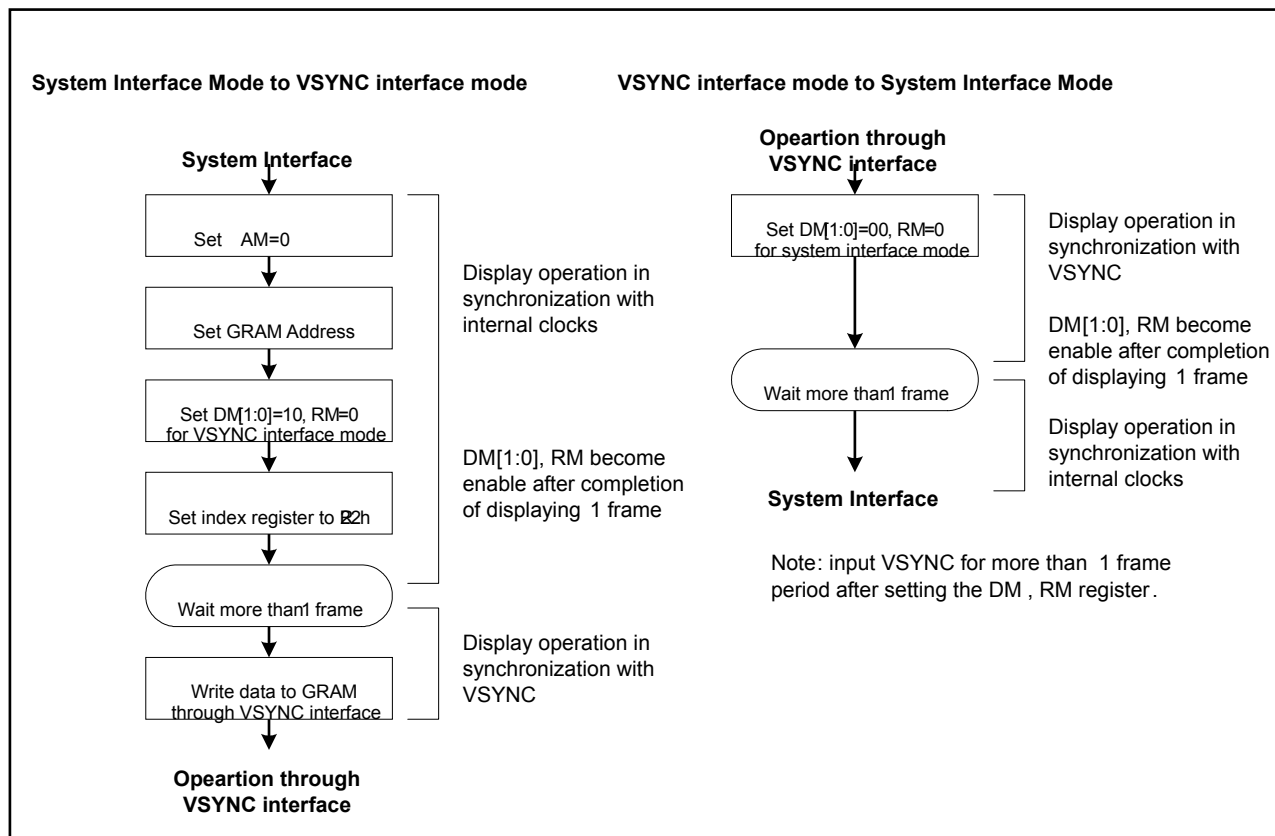 System Interface Mode to VSYNC interface mode
System Interface
Set AM=0
Set GRAM Address
Set DM[1:0]=10, RM=0
for VSYNC interface mode
Set index register to R22h
Wait more than1 frame
Write data to GRAM
through VSYNC interface
Opeartion through
VSYNC interface
Display operation in
synchronization with
internal clocks
DM[1:0], RM become
enable after completion
of displaying 1 frame
Display operation in
synchronization with
VSYNC
VSYNC interface mode to System Interface Mode
Opeartion through
VSYNC interface
Set DM[1:0]=00, RM=0
for system interface mode
Wait more than1 frame
System Interface
Display operation in
synchronization with
VSYNC
DM[1:0], RM become
enable after completion
of displaying 1 frame
Display operation in
synchronization with
internal clocks
Note: input VSYNC for more than 1 frame
period after setting the DM , RM register.